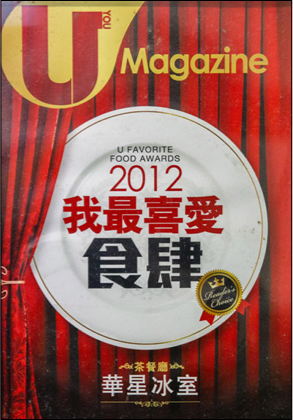 U
YOU
Magazine
U FAVORITE
FOOD AWARDS
2012
我最喜愛
食肆
Reader's
Choice
茶餐廳
華星冰室